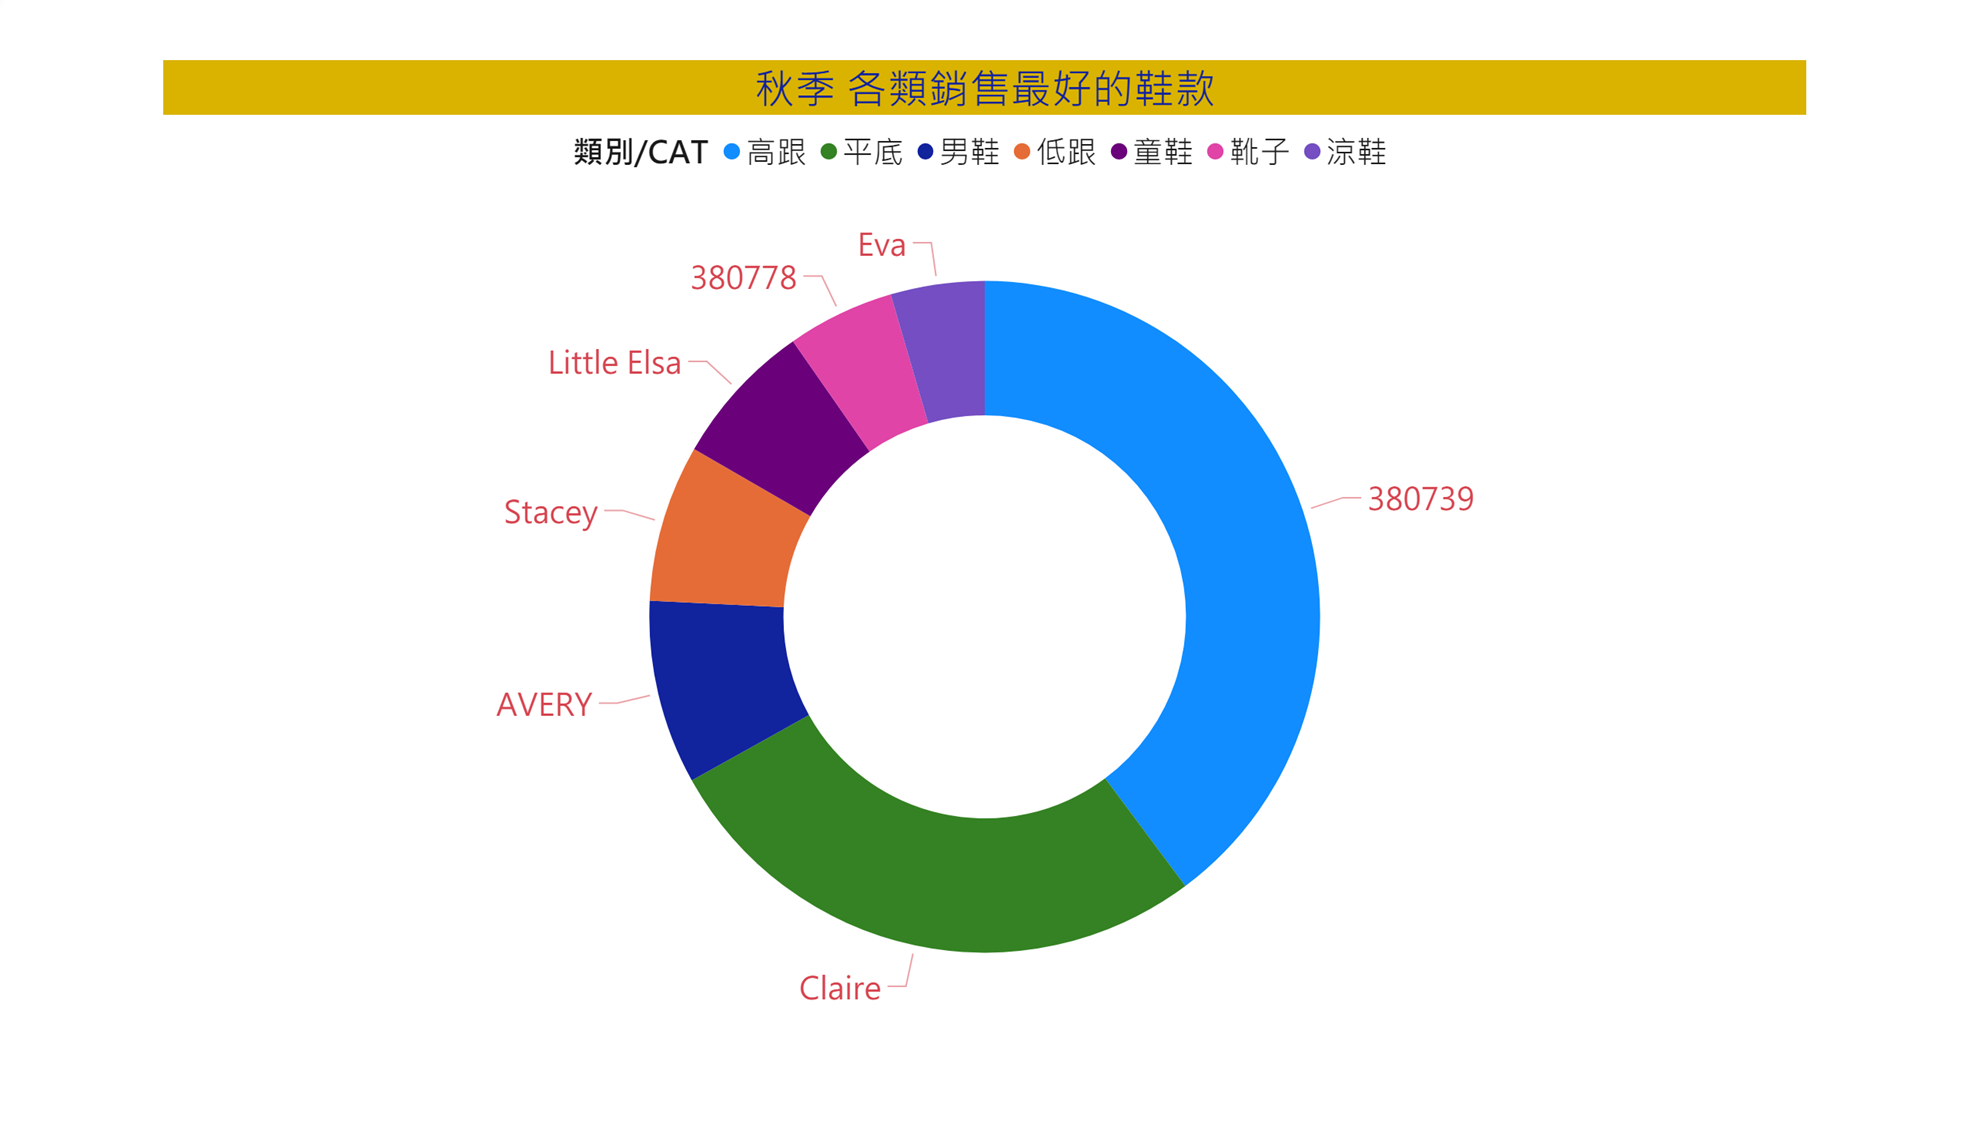 秋季 各類銷售最好的鞋款
類別/CAT 高跟 平底 男鞋 低跟 童鞋 靴子 涼鞋
Eva
380778
Little Elsa
380739
Stacey
AVERY
Claire